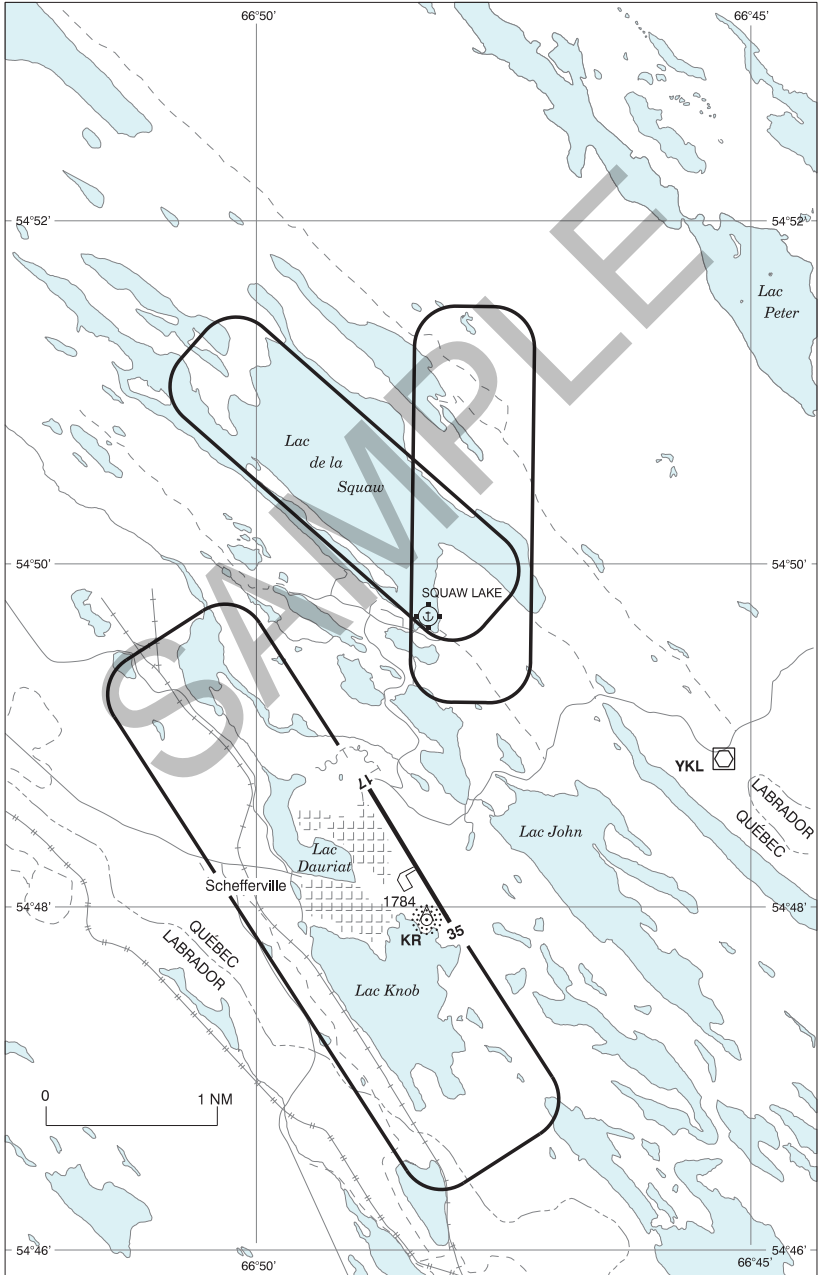 66°50'
66°45'
54°52'
54°52'
Lac
Peter
Lac
de la
Squaw
54°50'
54°50'
SQUAW LAKE
SAMPLE
YKL
LABRADOR
QUÉBEC
17
Lac John
Lac
Dauriat
Schefferville
1784
54°48'
54°48'
KR
35
QUÉBEC
LABRADOR
Lac Knob
0
1 NM
54°46'
54°46'
66°50'
66°45'